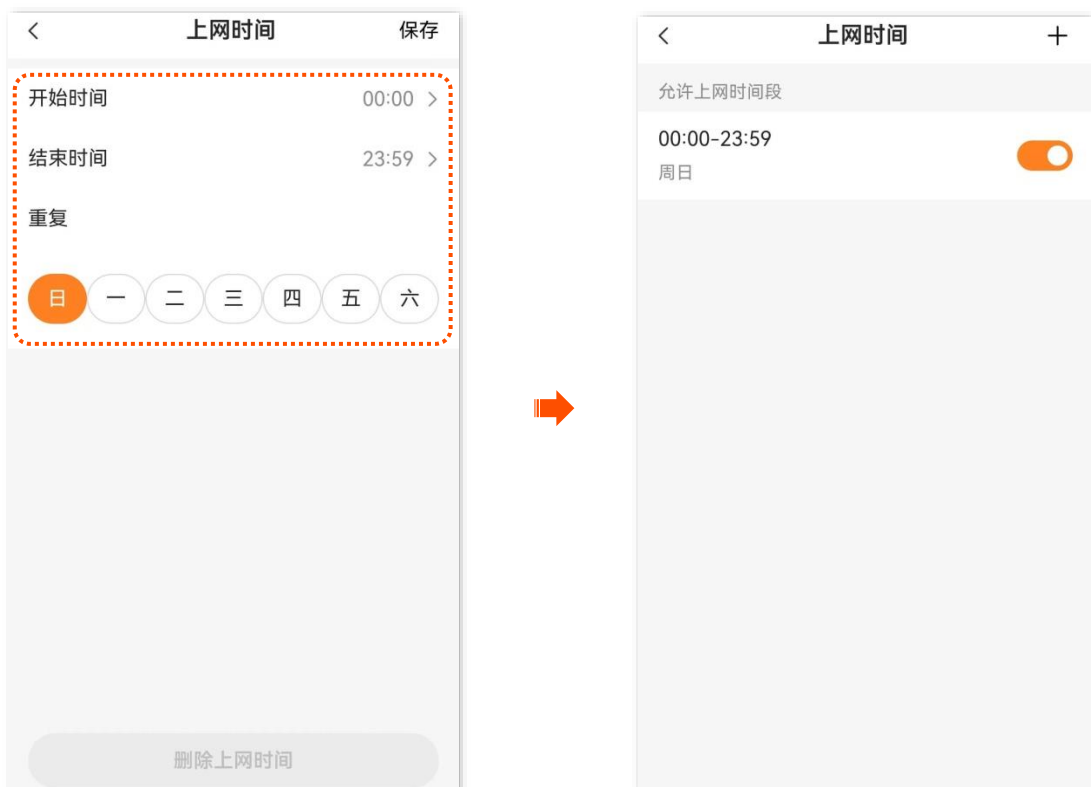 上网时间 保存
开始时间 00:00
结束时间 23:59
重复
日 一 二 三 四 五 六
删除上网时间
上网时间
允许上网时间段
00:00-23:59
周日